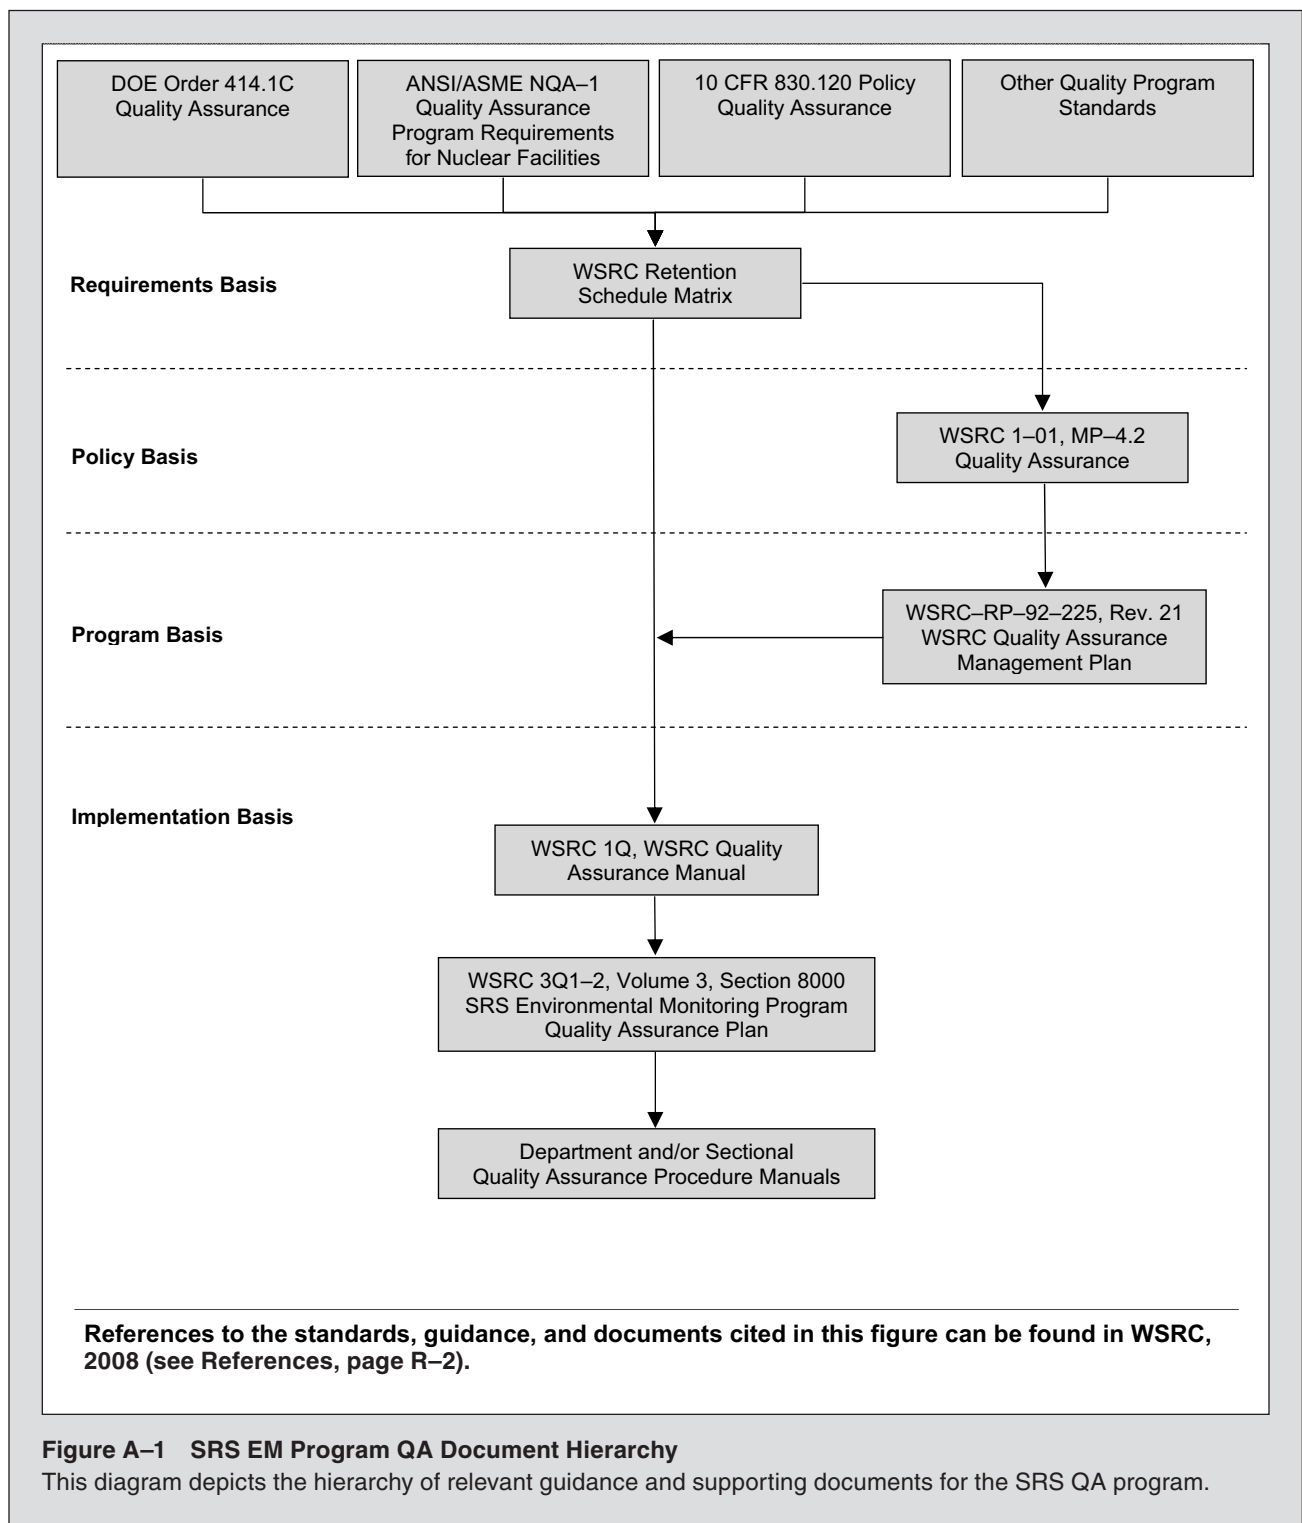 DOE Order 414.1C
Quality Assurance
ANSI/ASME NQA–1
Quality Assurance
Program Requirements
for Nuclear Facilities
10 CFR 830.120 Policy
Quality Assurance
Other Quality Program
Standards
Requirements Basis
WSRC Retention
Schedule Matrix
Policy Basis
WSRC 1–01, MP–4.2
Quality Assurance
Program Basis
WSRC–RP–92–225, Rev. 21
WSRC Quality Assurance
Management Plan
Implementation Basis
WSRC 1Q, WSRC Quality
Assurance Manual
WSRC 3Q1–2, Volume 3, Section 8000
SRS Environmental Monitoring Program
Quality Assurance Plan
Department and/or Sectional
Quality Assurance Procedure Manuals
References to the standards, guidance, and documents cited in this figure can be found in WSRC,
2008 (see References, page R–2).
Figure A–1 SRS EM Program QA Document Hierarchy
This diagram depicts the hierarchy of relevant guidance and supporting documents for the SRS QA program.